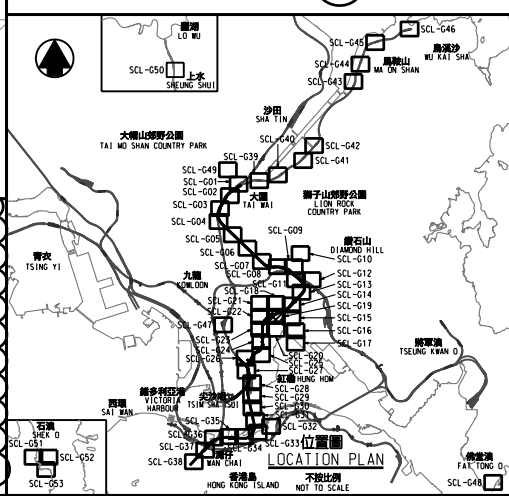 羅湖
LO WU
SCL-G50
上水
SHEUNG SHUI
SCL-G46
SCL-G45
烏溪沙
WU KAI SHA
SCL-G44
馬鞍山
MA ON SHAN
SCL-G43
沙田
SHA TIN
大帽山郊野公園
TAI MO SHAN COUNTRY PARK
SCL-G40
SCL-G42
SCL-G39
SCL-G41
SCL-G49
SCL-G01
SCL-G02
大圍
TAI WAI
獅子山郊野公園
LION ROCK
COUNTRY PARK
SCL-G03
SCL-G04
SCL-G05
SCL-G09
鑽石山
DIAMOND HILL
SCL-G06
SCL-G10
青衣
TSING YI
SCL-G07
SCL-G08
SCL-G11
SCL-G12
九龍
KOWLOON
SCL-G13
SCL-G18
SCL-G14
SCL-G21
SCL-G19
SCL-G22
SCL-G15
SCL-G47
SCL-G16
SCL-G23
SCL-G17
SCL-G24
SCL-G26
SCL-G20
SCL-G25
SCL-G27
將軍澳
TSEUNG KWAN O
紅磡
HUNG HOM
SCL-G28
SCL-G29
SCL-G30
SCL-G31
維多利亞港
VICTORIA
HARBOUR
西環
SAI WAN
尖沙咀
TSIM SHA TSUI
SCL-G35
SCL-G32
SCL-G36
SCL-G33
SCL-G34
SCL-G37
灣仔
WAN CHAI
SCL-G38
石澳
SHEK O
SCL-G51
SCL-G52
SCL-G53
香港島
HONG KONG ISLAND
位置圖
LOCATION PLAN
不按比例
NOT TO SCALE
佛堂澳
FAT TONG O
SCL-G48